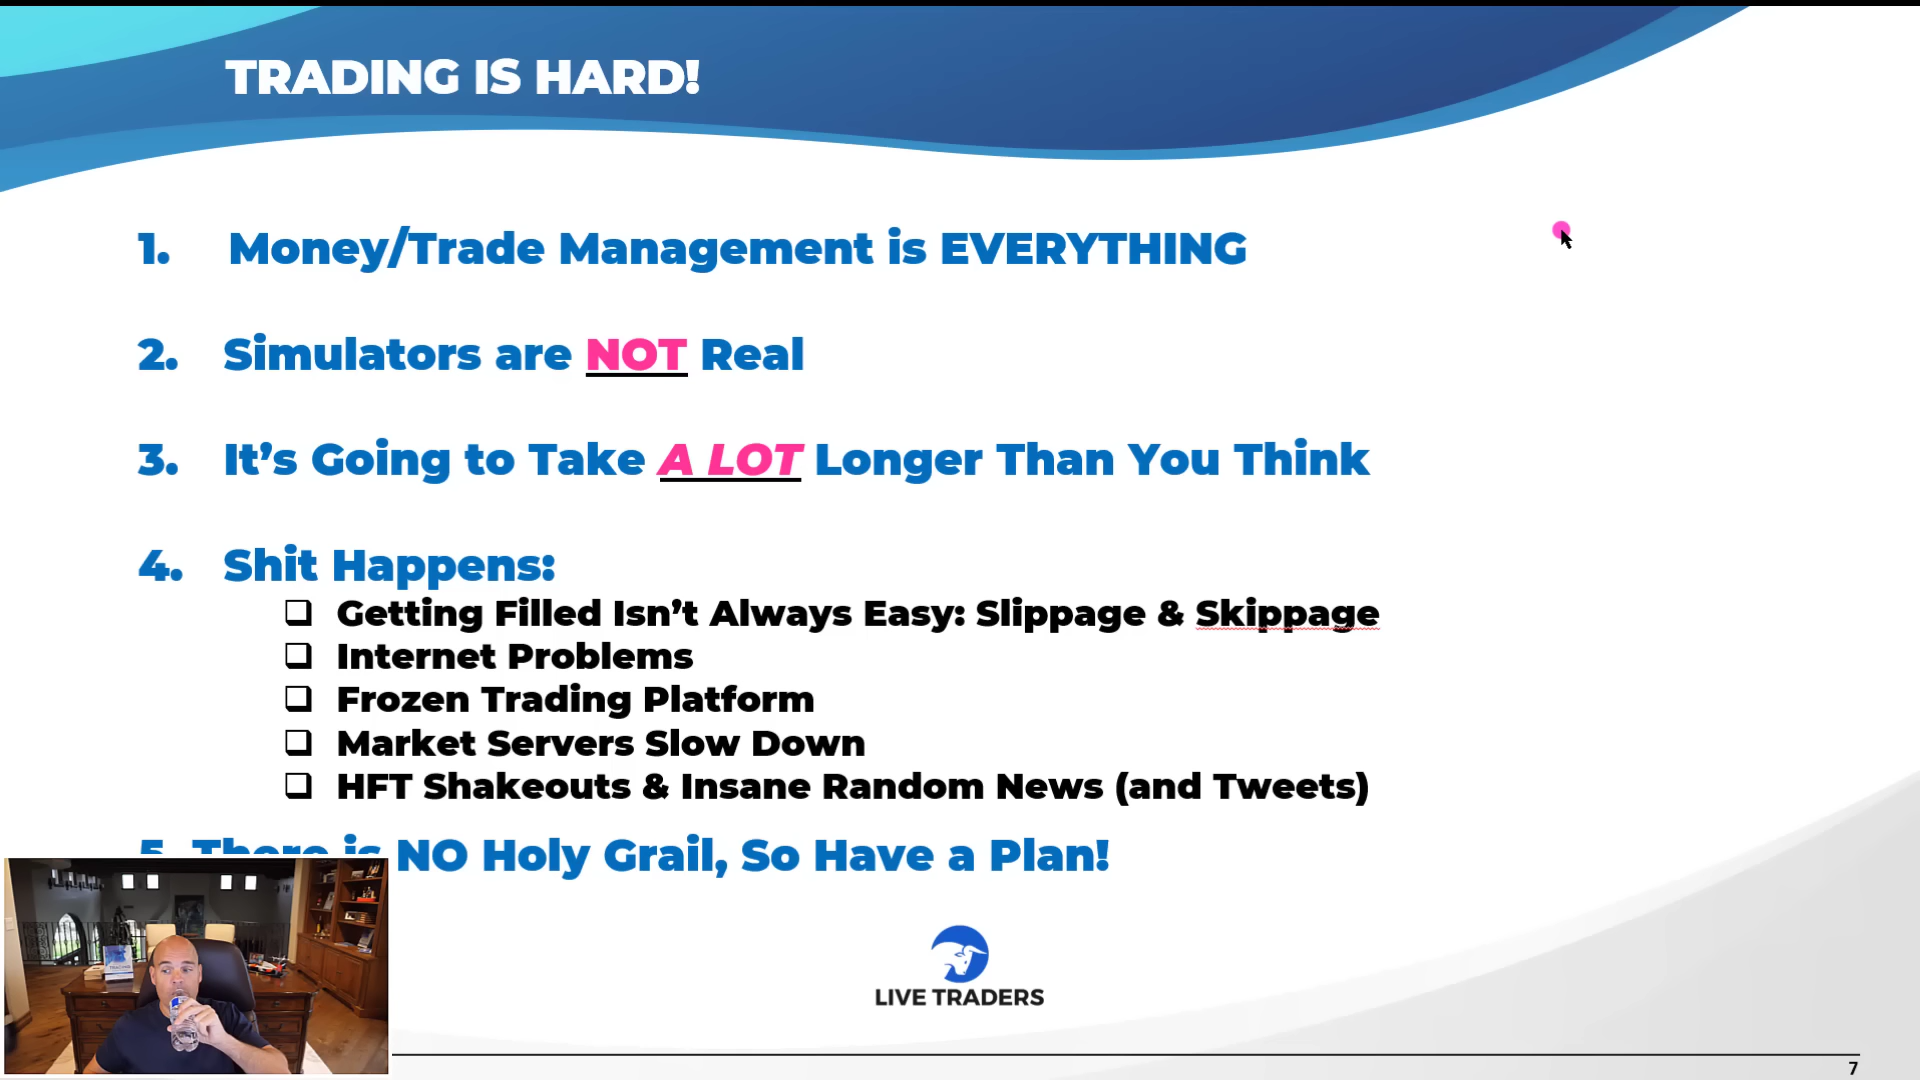 TRADING IS HARD!
1. Money/Trade Management is EVERYTHING
2. Simulators are NOT Real
3. It’s Going to Take A LOT Longer Than You Think
4. Shit Happens:
❑ Getting Filled Isn’t Always Easy: Slippage & Skippage
❑ Internet Problems
❑ Frozen Trading Platform
❑ Market Servers Slow Down
❑ HFT Shakeouts & Insane Random News (and Tweets)
5. There is NO Holy Grail, So Have a Plan!
LIVE TRADERS
7